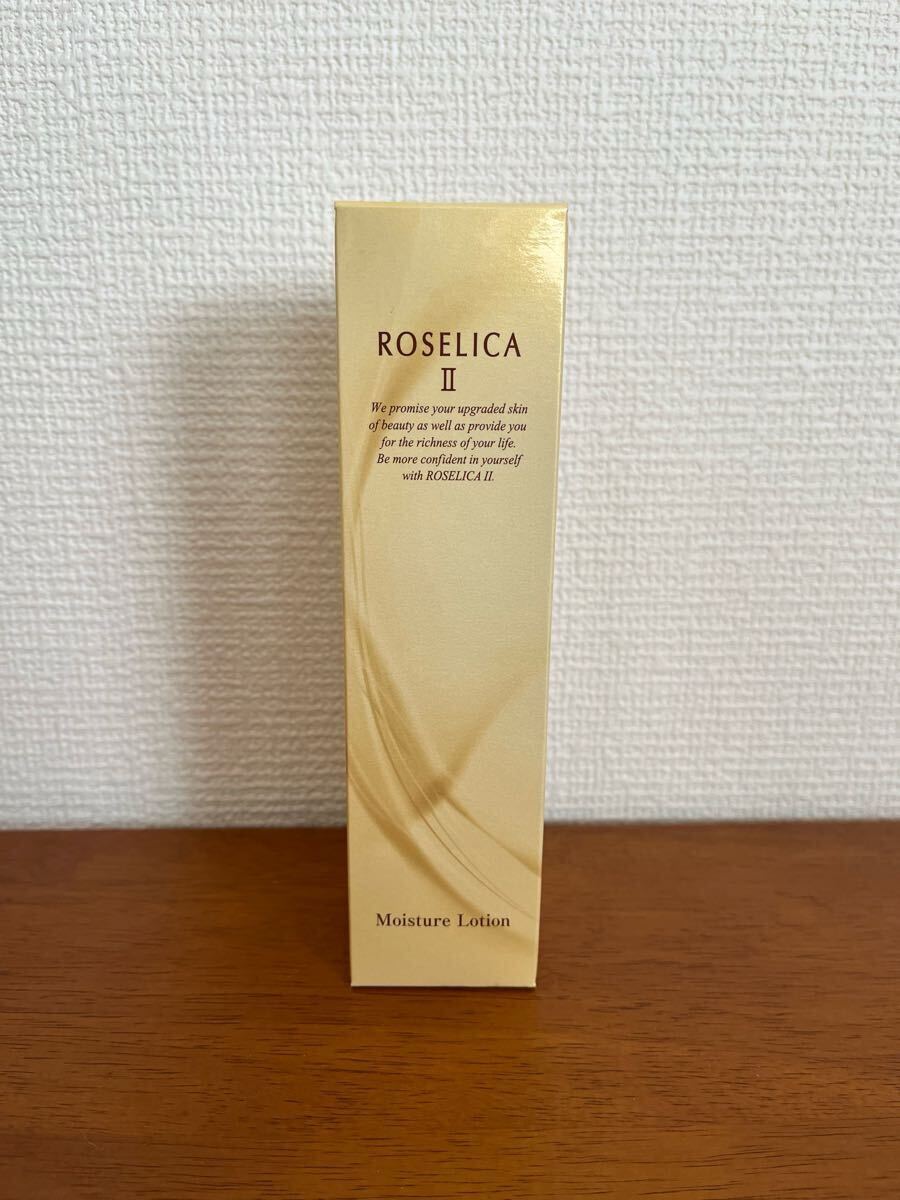 ROSELICA
Ⅱ
We promise your upgraded skin
of beauty as well as provide you
for the richness of your life.
Be more confident in yourself
with ROSELICA II.
Moisture Lotion